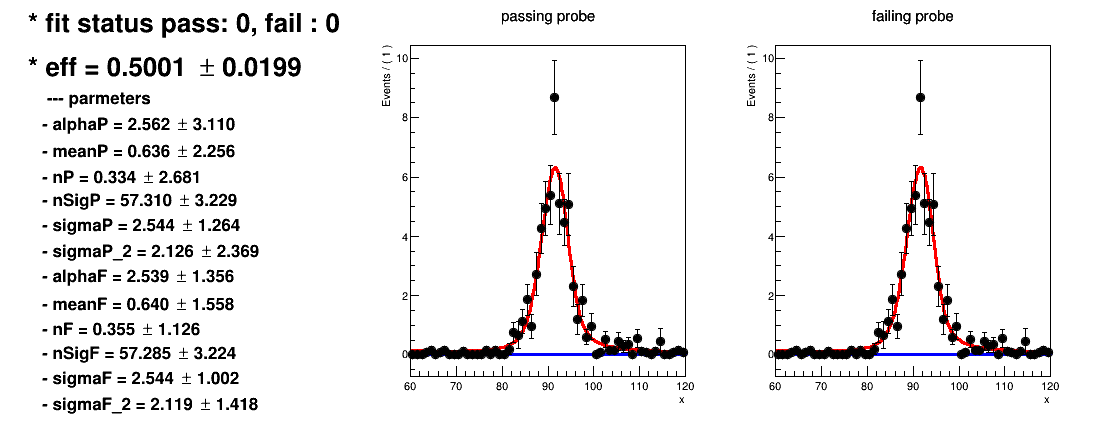 * fit status pass: 0, fail : 0
* eff = 0.5001 ± 0.0199
--- parmeters
- alphaP = 2.562 ± 3.110
- meanP = 0.636 ± 2.256
- nP = 0.334 ± 2.681
- nSigP = 57.310 ± 3.229
- sigmaP = 2.544 ± 1.264
- sigmaP_2 = 2.126 ± 2.369
- alphaF = 2.539 ± 1.356
- meanF = 0.640 ± 1.558
- nF = 0.355 ± 1.126
- nSigF = 57.285 ± 3.224
- sigmaF = 2.544 ± 1.002
- sigmaF_2 = 2.119 ± 1.418
passing probe
Events / ( 1 )
10
8
6
4
2
0
60 70 80 90 100 110 120
x
failing probe
Events / ( 1 )
10
8
6
4
2
0
60 70 80 90 100 110 120
x